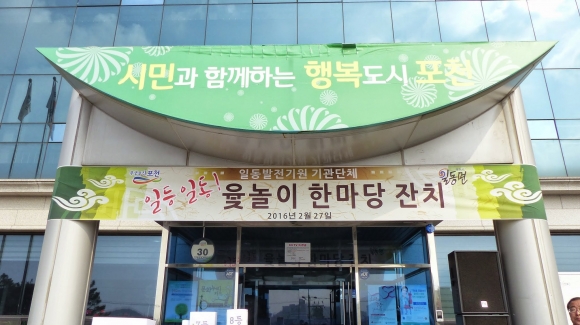 시민과 함께하는 행복도시 포천
일동발전기원 기관단체
일등일동! 윷놀이 한마당 잔치
일동면
2016년 2월 27일
30